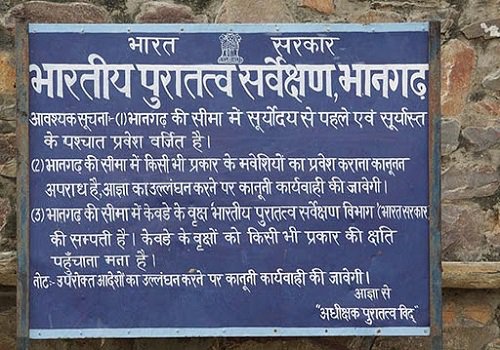 भारत सरकार
भारतीय पुरातत्व सर्वेक्षण, भानगढ़
आवश्यक सूचना:-(1) भानगढ़ की सीमा में सूर्योदय से पहले एवं सूर्यास्त
के पश्चात प्रवेश वर्जित है।
(2) भानगढ़ की सीमा में किसी भी प्रकार के मवेशियों का प्रवेश कराना कानूनन
अपराध है, आज्ञा का उल्लंघन करने पर कानूनी कार्यवाही की जावेगी।
(3) भानगढ़ की सीमा में केवड़े के वृक्ष 'भारतीय पुरातत्व सर्वेक्षण विभाग' (भारत सरकार
की सम्पती है। केवड़े के वृक्षों को किसी भी प्रकार की क्षति
पहुँचाना मना है।
नोट:- उपरोक्त आदेशों का उल्लंघन करने पर कानूनी कार्यवाही की जावेगी।
आज्ञा से
"अधीक्षक पुरातत्व विद्"